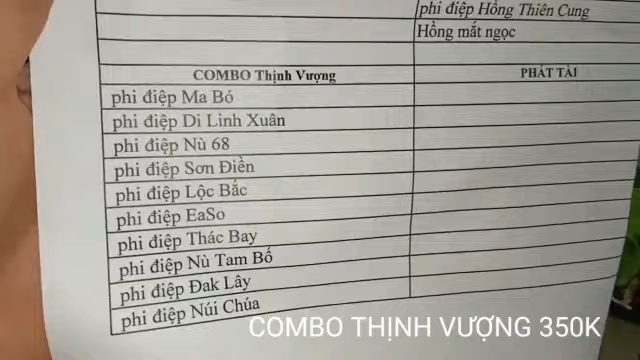 phi điệp Hồng Thiên Cung
Hồng mắt ngọc
COMBO Thịnh Vượng
PHÁT TÀI
phi điệp Ma Bó
phi điệp Di Linh Xuân
phi điệp Nù 68
phi điệp Sơn Điền
phi điệp Lộc Bắc
phi điệp EaSo
phi điệp Thác Bay
phi điệp Nù Tam Bố
phi điệp Đak Lây
phi điệp Núi Chúa
COMBO THỊNH VƯỢNG 350K